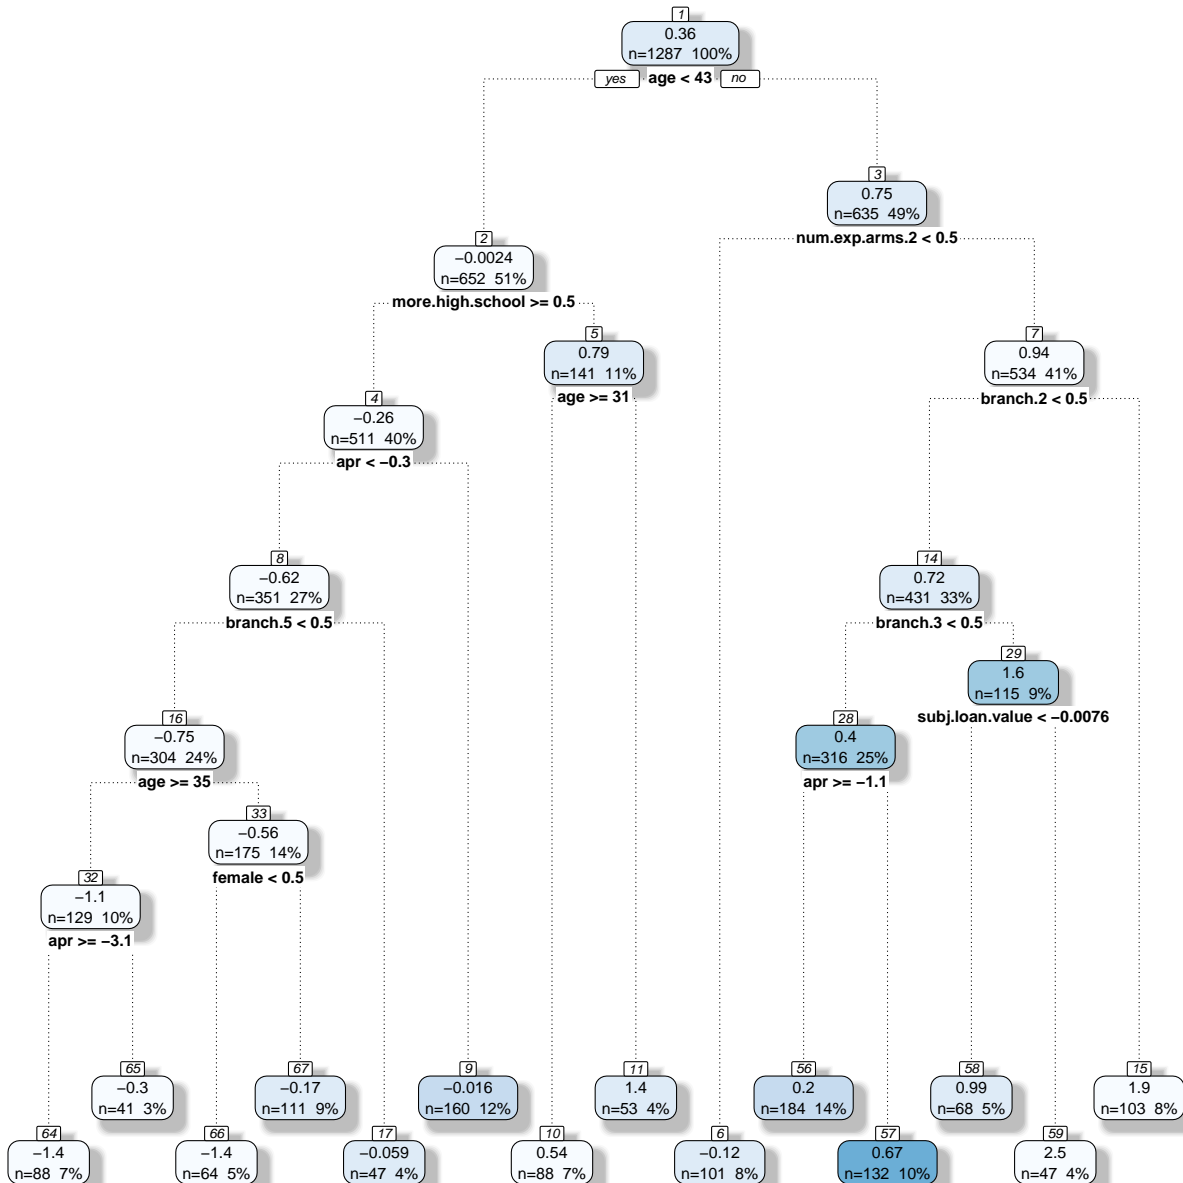 1
0.36
n=1287 100%
yes age < 43 no
3
0.75
n=635 49%
num.exp.arms.2 < 0.5
2
−0.0024
n=652 51%
more.high.school >= 0.5
5
0.79
n=141 11%
age >= 31
7
0.94
n=534 41%
branch.2 < 0.5
4
−0.26
n=511 40%
apr < −0.3
8
−0.62
n=351 27%
branch.5 < 0.5
14
0.72
n=431 33%
branch.3 < 0.5
29
1.6
n=115 9%
subj.loan.value < −0.0076
16
−0.75
n=304 24%
age >= 35
28
0.4
n=316 25%
apr >= −1.1
33
−0.56
n=175 14%
female < 0.5
32
−1.1
n=129 10%
apr >= −3.1
65
−0.3
n=41 3%
67
−0.17
n=111 9%
9
−0.016
n=160 12%
11
1.4
n=53 4%
56
0.2
n=184 14%
58
0.99
n=68 5%
15
1.9
n=103 8%
64
−1.4
n=88 7%
66
−1.4
n=64 5%
17
−0.059
n=47 4%
10
0.54
n=88 7%
6
−0.12
n=101 8%
57
0.67
n=132 10%
59
2.5
n=47 4%